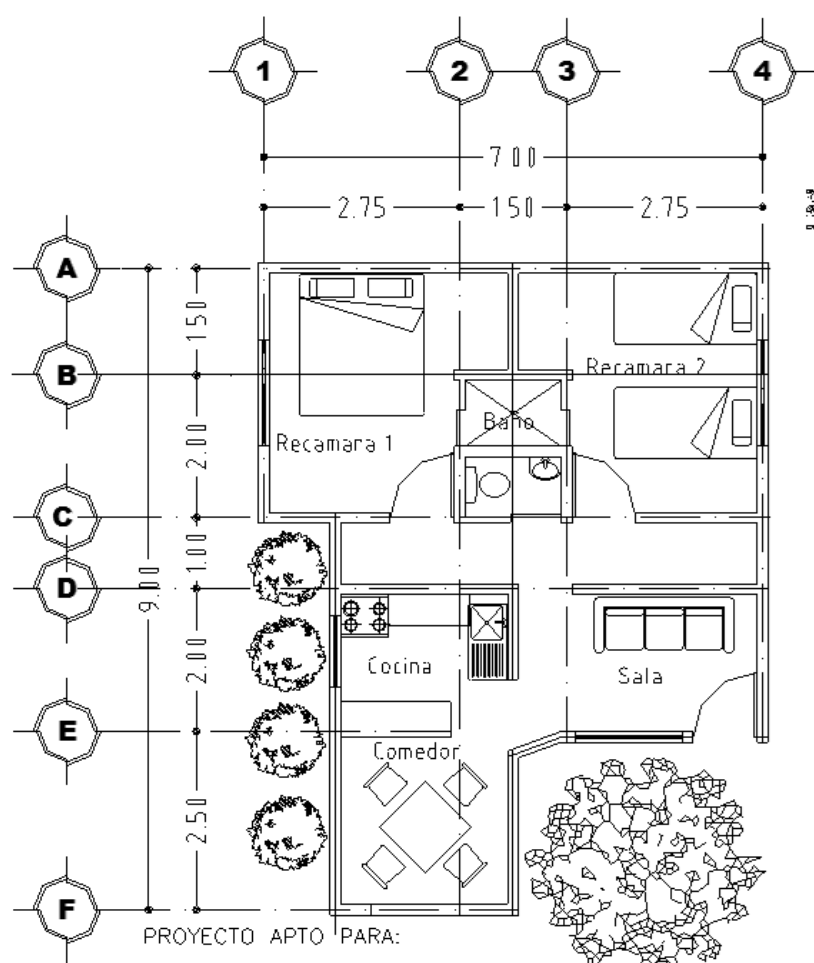 1 2 3 4
7 00
2.75 150 2.75
A
150
B
Recamara 2
Baño
Recamara 1
2.00
C
1.00
D
9.00
2.00
Cocina
Sala
E
Comedor
2.50
F
PROYECTO APTO PARA: